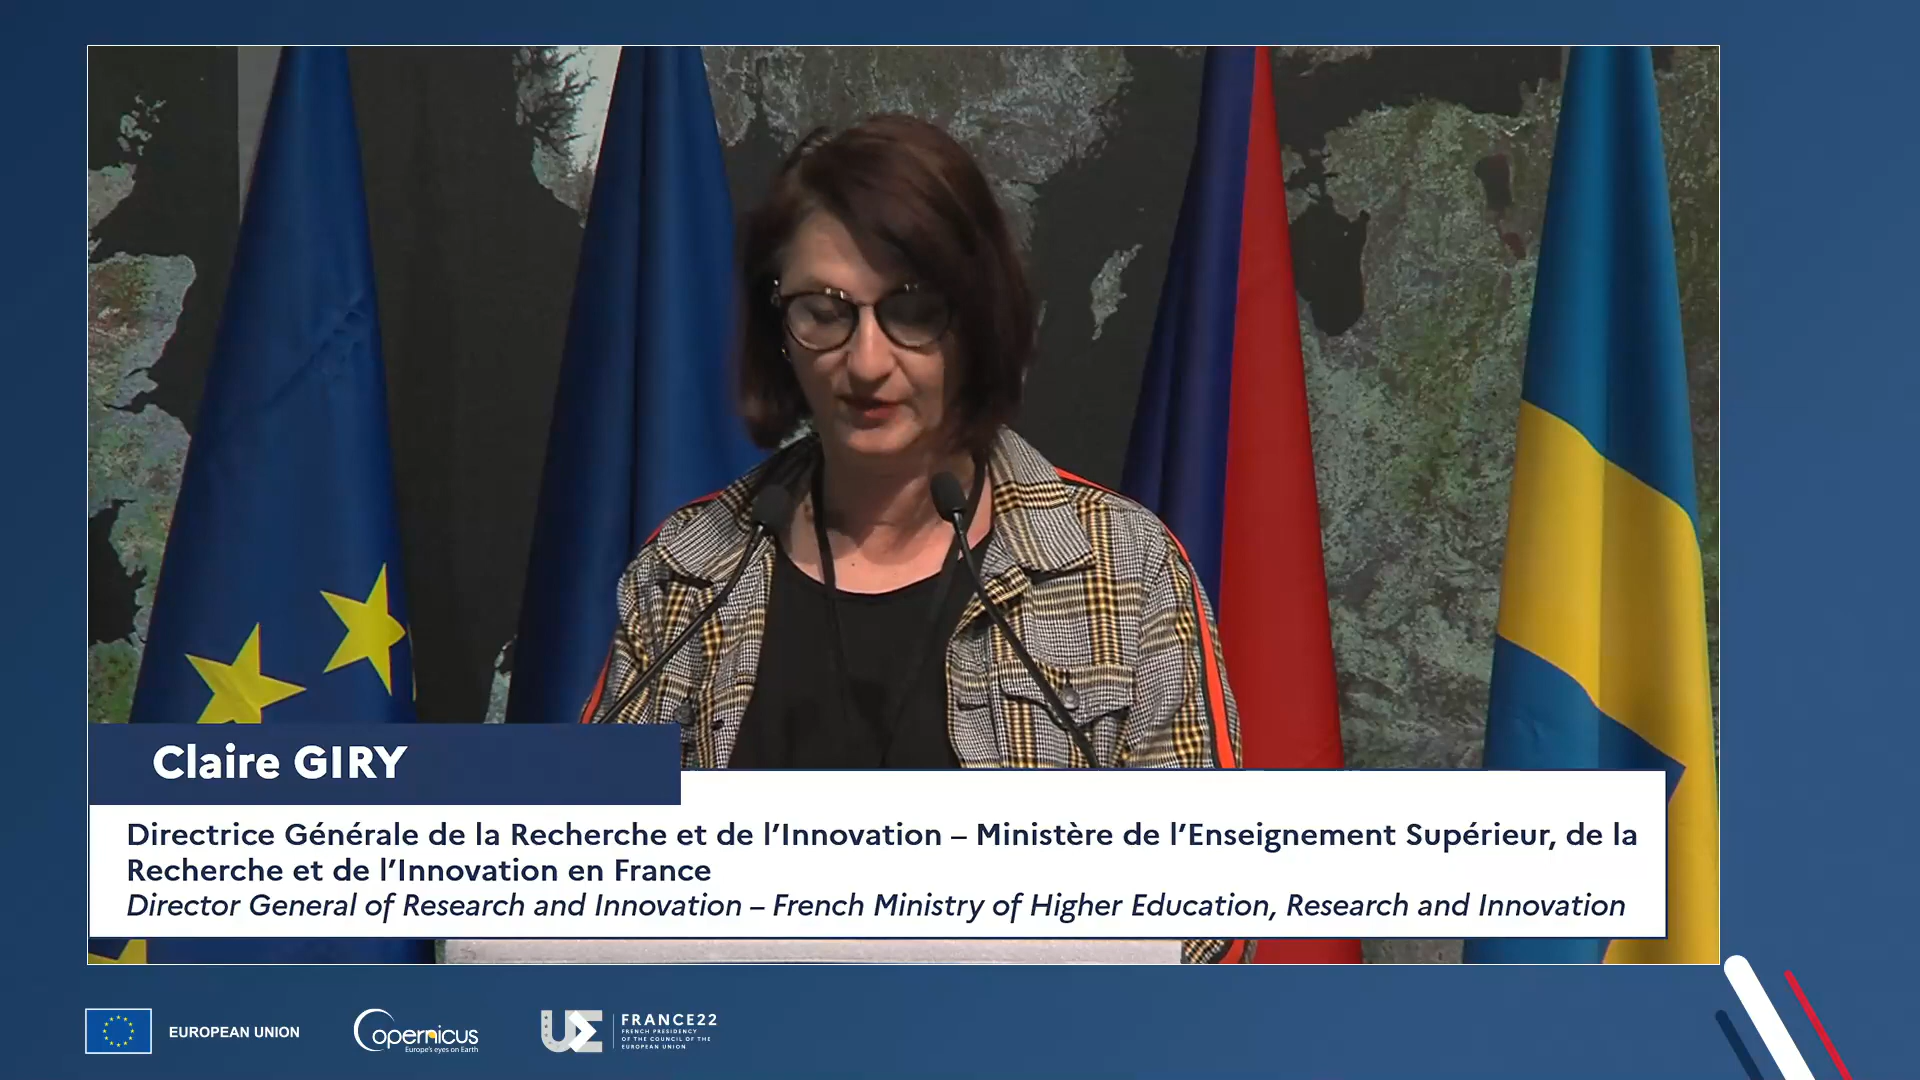 Claire GIRY
Directrice Générale de la Recherche et de l’Innovation – Ministère de l’Enseignement Supérieur, de la
Recherche et de l’Innovation en France
Director General of Research and Innovation – French Ministry of Higher Education, Research and Innovation
EUROPEAN UNION
Copernicus
Europe's eyes on Earth
UE
FRANCE22
FRENCH PRESIDENCY
OF THE COUNCIL OF THE
EUROPEAN UNION